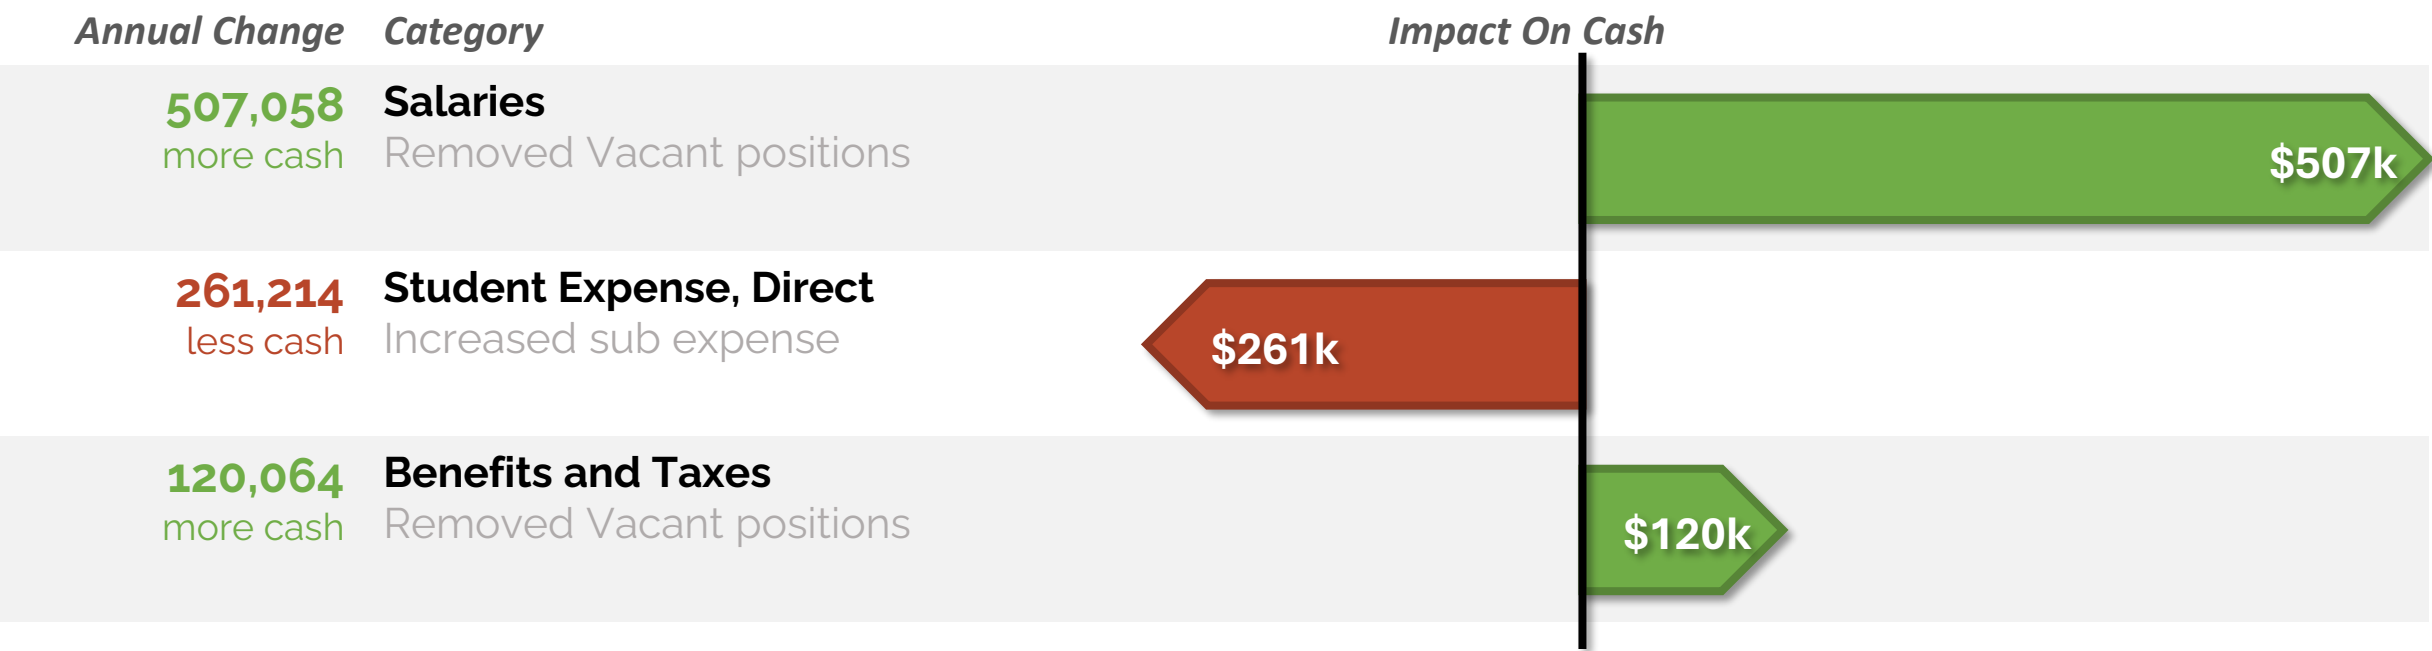 Annual Change Category Impact On Cash
507,058 Salaries
more cash Removed Vacant positions
$507k
261,214 Student Expense, Direct
less cash Increased sub expense
$261k
120,064 Benefits and Taxes
more cash Removed Vacant positions
$120k